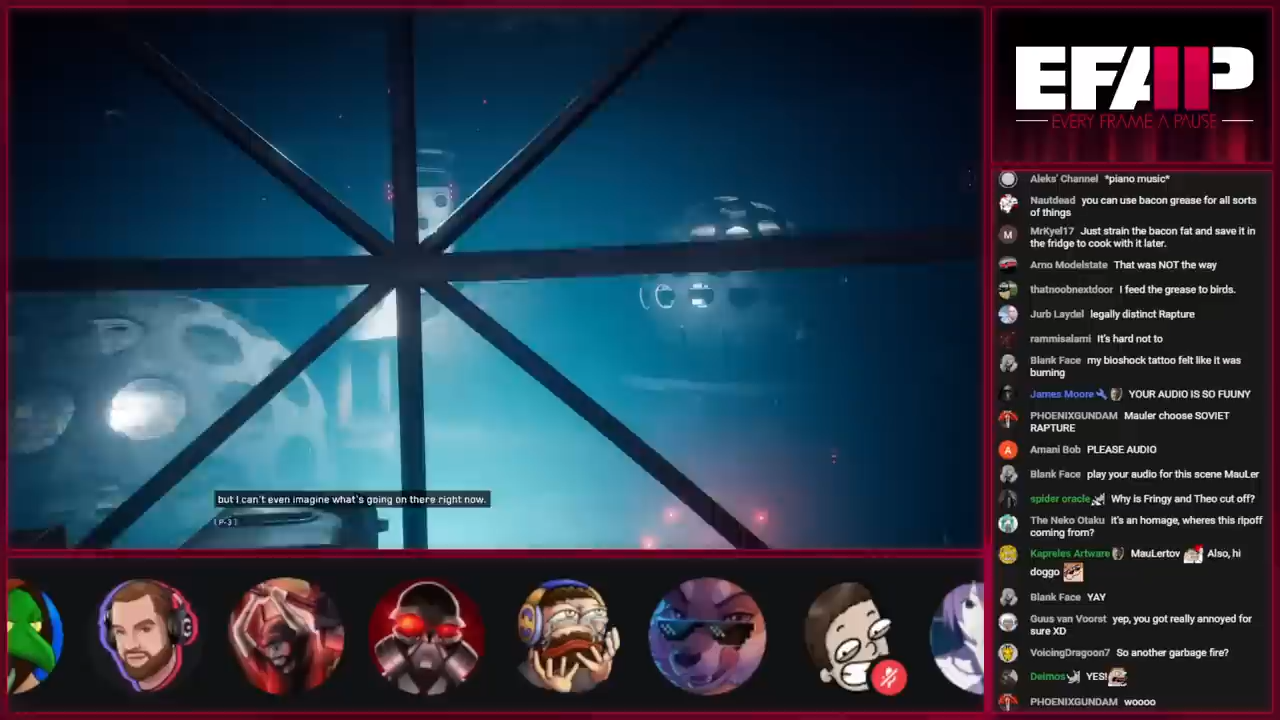 but I can't even imagine what's going on there right now.
[P-3]
EFAP
EVERY FRAME A PAUSE
Aleks' Channel *piano music*
Nautdead you can use bacon grease for all sorts
of things
M
MrKyel17 Just strain the bacon fat and save it in
the fridge to cook with it later.
Arno Modelstate That was NOT the way
thatnoobnextdoor I feed the grease to birds.
Jurb Laydel legally distinct Rapture
rammisalami It's hard not to
Blank Face my bioshock tattoo felt like it was
burning
James Moore YOUR AUDIO IS SO FUUNY
PHOENIXGUNDAM Mauler choose SOVIET
RAPTURE
A
Amani Bob PLEASE AUDIO
Blank Face play your audio for this scene MauLer
spider oracle Why is Fringy and Theo cut off?
The Neko Otaku it's an homage, wheres this ripoff
coming from?
Kapreles Artware MauLertov Also, hi
doggo
Blank Face YAY
Guus van Voorst yep, you got really annoyed for
sure XD
VoicingDragoon7 So another garbage fire?
Deimos YES!
PHOENIXGUNDAM woooo